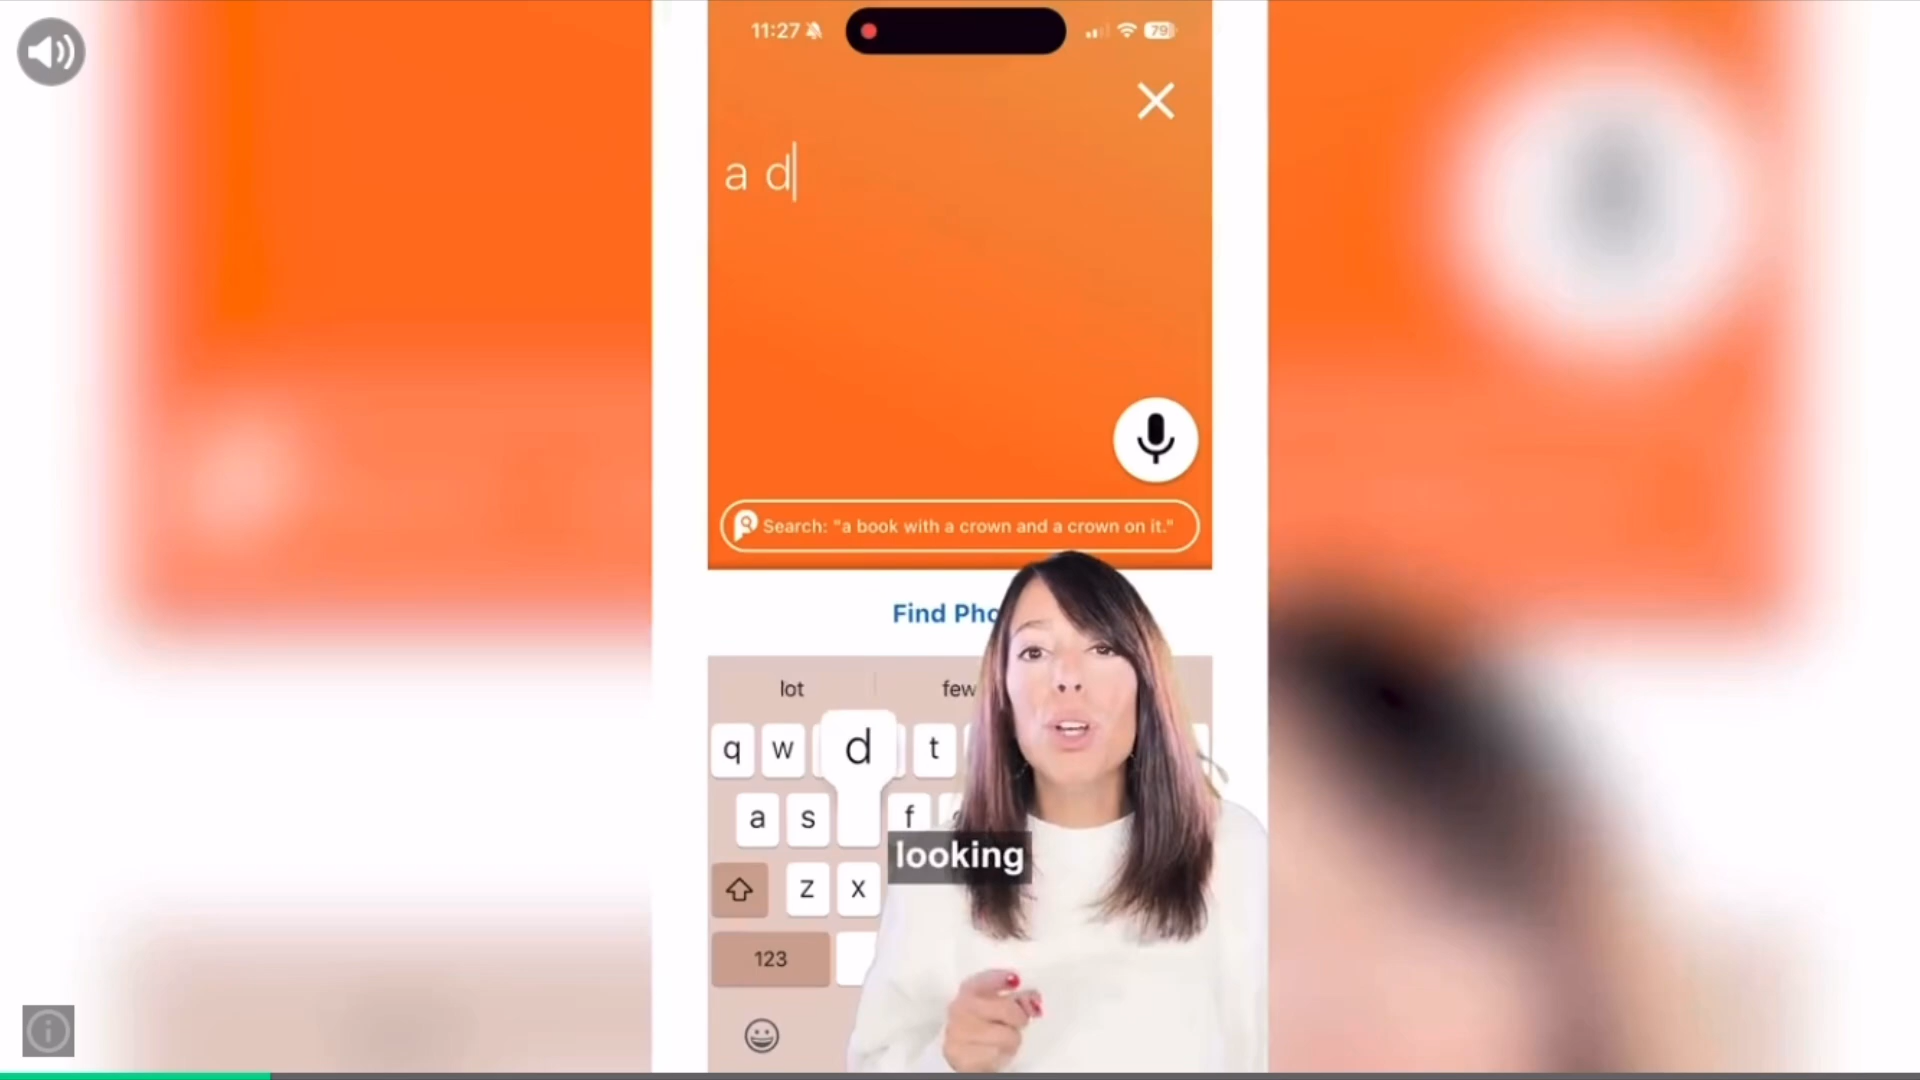 11:27
79
a d
Search: "a book with a crown and a crown on it."
Find Pho
lot few
q w d t
a s f
looking
z x
123